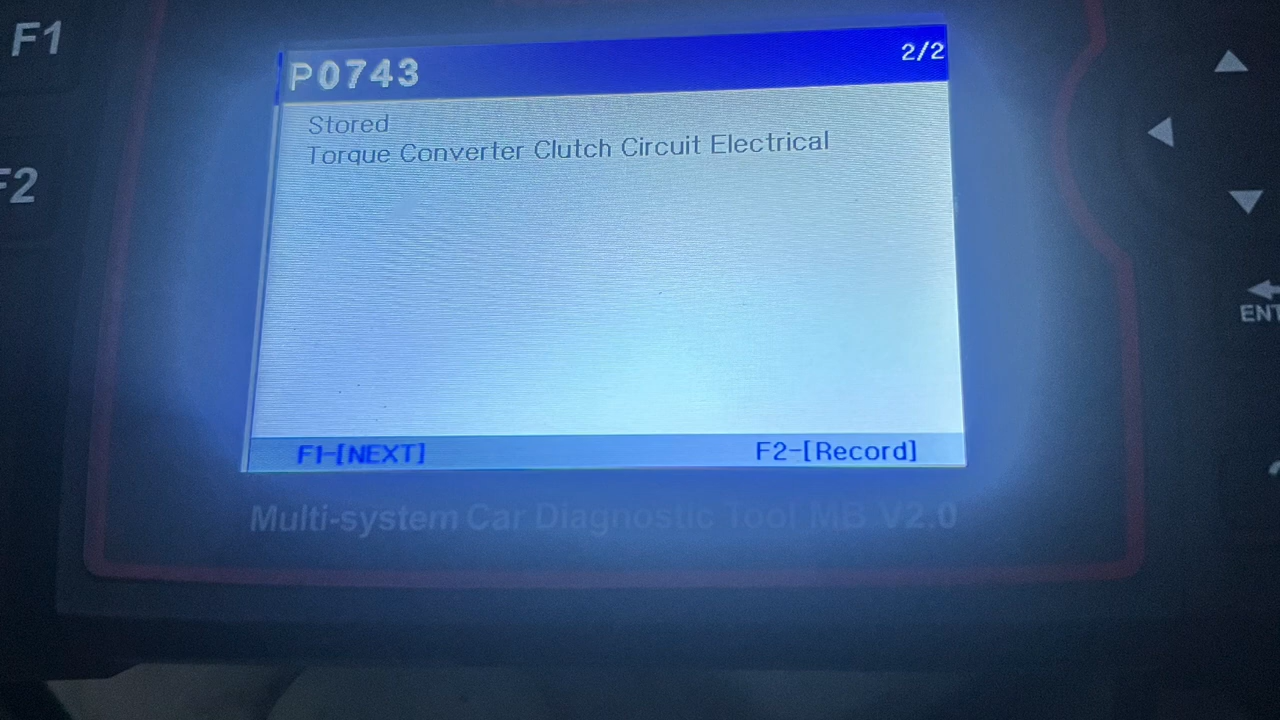 F1
P0743
2/2
Stored
Torque Converter Clutch Circuit Electrical
F2
F1-[NEXT]
F2-[Record]
Multi-system Car Diagnostic Tool MB V2.0